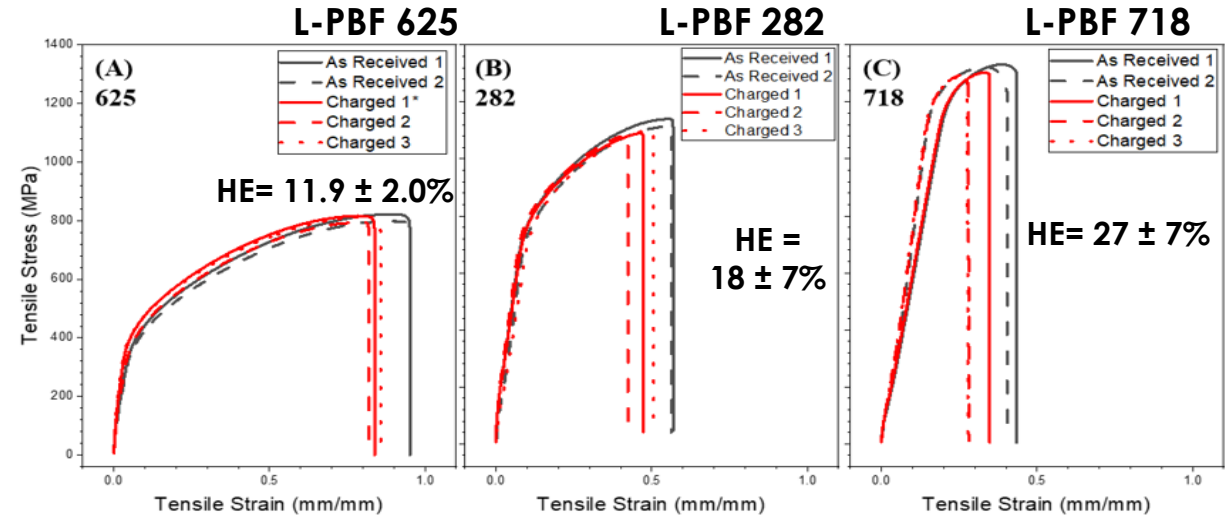 L-PBF 625
L-PBF 282
L-PBF 718
Tensile Stress (MPa)
1400
1200
1000
800
600
400
200
0
(A)
625
As Received 1
As Received 2
Charged 1*
Charged 2
Charged 3
HE= 11.9 ± 2.0%
0.0
0.5
1.0
Tensile Strain (mm/mm)
(B)
282
As Received 1
As Received 2
Charged 1
Charged 2
Charged 3
HE =
18 ± 7%
0.0
0.5
1.0
Tensile Strain (mm/mm)
(C)
718
As Received 1
As Received 2
Charged 1
Charged 2
Charged 3
HE= 27 ± 7%
0.0
0.5
1.0
Tensile Strain (mm/mm)